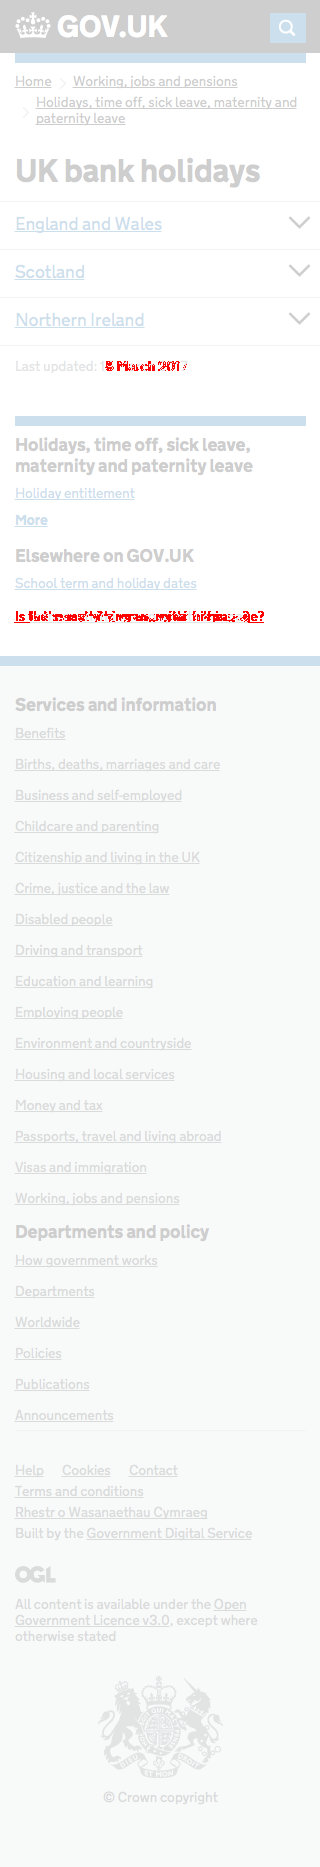 GOV.UK
Home
Working, jobs and pensions
Holidays, time off, sick leave, maternity and
paternity leave
UK bank holidays
England and Wales
Scotland
Northern Ireland
Last updated: March 2017
Holidays, time off, sick leave,
maternity and paternity leave
Holiday entitlement
More
Elsewhere on GOV.UK
School term and holiday dates
Services and information
Benefits
Births, deaths, marriages and care
Business and self-employed
Childcare and parenting
Citizenship and living in the UK
Crime, justice and the law
Disabled people
Driving and transport
Education and learning
Employing people
Environment and countryside
Housing and local services
Money and tax
Passports, travel and living abroad
Visas and immigration
Working, jobs and pensions
Departments and policy
How government works
Departments
Worldwide
Policies
Publications
Announcements
Help Cookies Contact
Terms and conditions
Rhestr o Wasanaethau Cymraeg
Built by the Government Digital Service
OGL
All content is available under the Open
Government Licence v3.0, except where
otherwise stated
© Crown copyright